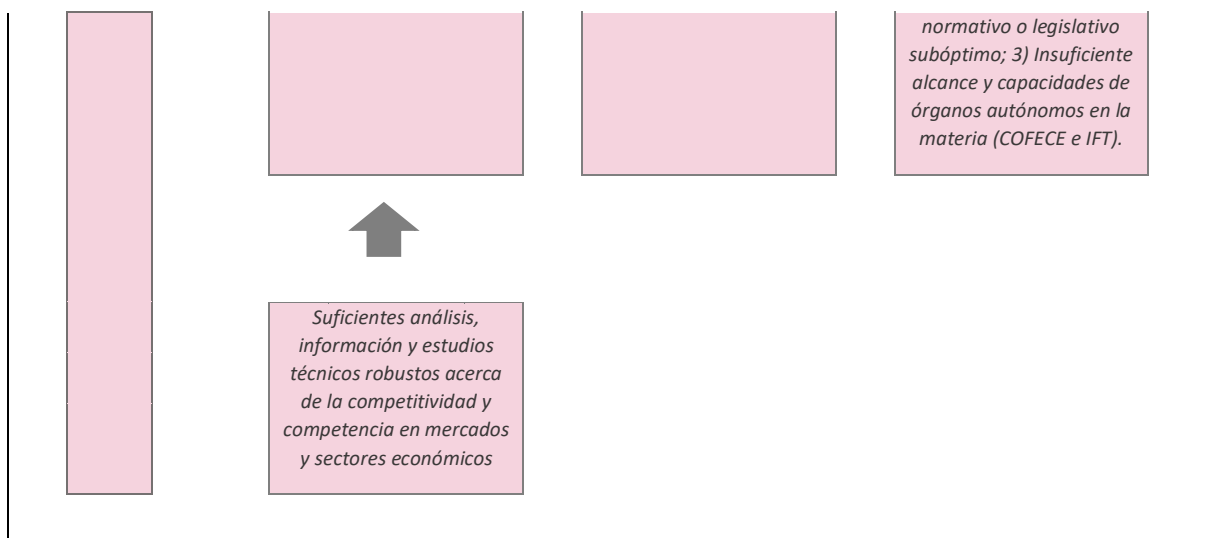 normativo o legislativo
subóptimo; 3) Insuficiente
alcance y capacidades de
órganos autónomos en la
materia (COFECE e IFT).
Suficientes análisis,
información y estudios
técnicos robustos acerca
de la competitividad y
competencia en mercados
y sectores económicos